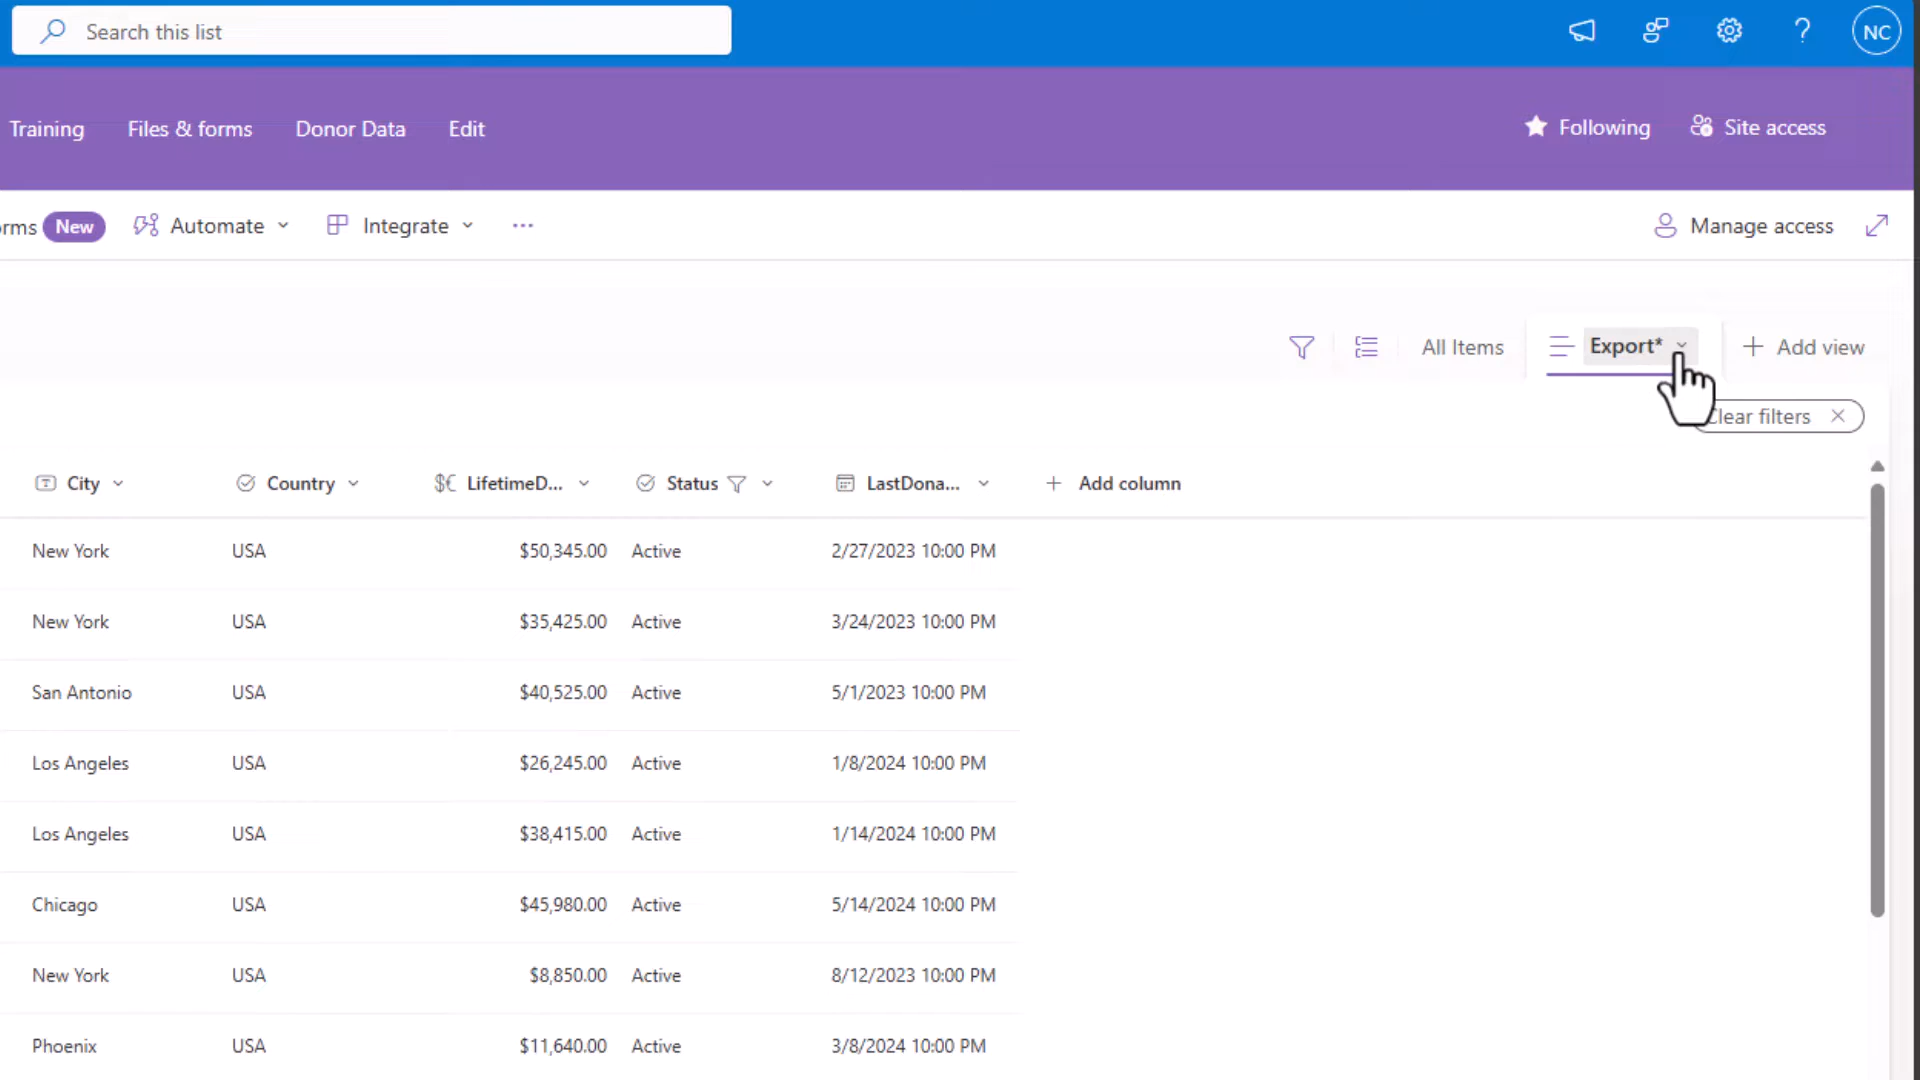 Search this list
NC
Training Files & forms Donor Data Edit
Following Site access
orms New Automate Integrate ...
Manage access
All Items Export* Add view
Clear filters
City Country LifetimeD... Status LastDona... Add column
New York USA $50,345.00 Active 2/27/2023 10:00 PM
New York USA $35,425.00 Active 3/24/2023 10:00 PM
San Antonio USA $40,525.00 Active 5/1/2023 10:00 PM
Los Angeles USA $26,245.00 Active 1/8/2024 10:00 PM
Los Angeles USA $38,415.00 Active 1/14/2024 10:00 PM
Chicago USA $45,980.00 Active 5/14/2024 10:00 PM
New York USA $8,850.00 Active 8/12/2023 10:00 PM
Phoenix USA $11,640.00 Active 3/8/2024 10:00 PM